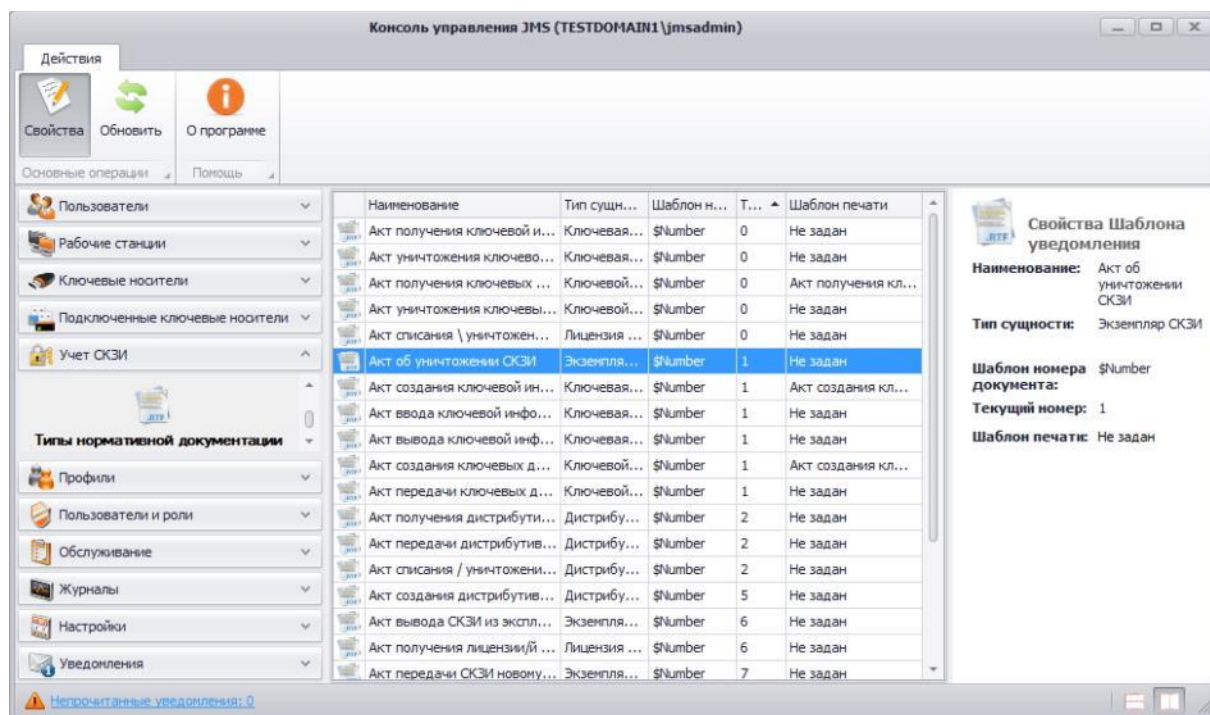 Консоль управления JMS (TESTDOMAIN1\jmsadmin)
Действия
Свойства Обновить О программе
Основные операции Помощь
Пользователи
Рабочие станции
Ключевые носители
Подключенные ключевые носители
Учет СКЗИ
.RTF
Типы нормативной документации
Профили
Пользователи и роли
Обслуживание
Журналы
Настройки
Уведомления
Наименование Тип сущн... Шаблон н... Т... Шаблон печати
Акт получения ключевой и... Ключевая... $Number 0 Не задан
Акт уничтожения ключево... Ключевая... $Number 0 Не задан
Акт получения ключевых ... Ключевой... $Number 0 Акт получения кл...
Акт уничтожения ключевы... Ключевой... $Number 0 Не задан
Акт списания \ уничтожен... Лицензия ... $Number 0 Не задан
Акт об уничтожении СКЗИ Экземпля... $Number 1 Не задан
Акт создания ключевой ин... Ключевая... $Number 1 Акт создания кл...
Акт ввода ключевой инфо... Ключевая... $Number 1 Не задан
Акт вывода ключевой инф... Ключевая... $Number 1 Не задан
Акт создания ключевых д... Ключевой... $Number 1 Акт создания кл...
Акт передачи ключевых д... Ключевой... $Number 1 Не задан
Акт получения дистрибути... Дистрибу... $Number 2 Не задан
Акт передачи дистрибутив... Дистрибу... $Number 2 Не задан
Акт списания / уничтожени... Дистрибу... $Number 2 Не задан
Акт создания дистрибутив... Дистрибу... $Number 5 Не задан
Акт вывода СКЗИ из экспл... Экземпля... $Number 6 Не задан
Акт получения лицензии/й ... Лицензия ... $Number 6 Не задан
Акт передачи СКЗИ новому... Экземпля... $Number 7 Не задан
.RTF
Свойства Шаблона
уведомления
Наименование: Акт об
уничтожении
СКЗИ
Тип сущности: Экземпляр СКЗИ
Шаблон номера $Number
документа:
Текущий номер: 1
Шаблон печати: Не задан
Непрочитанные уведомления: 0